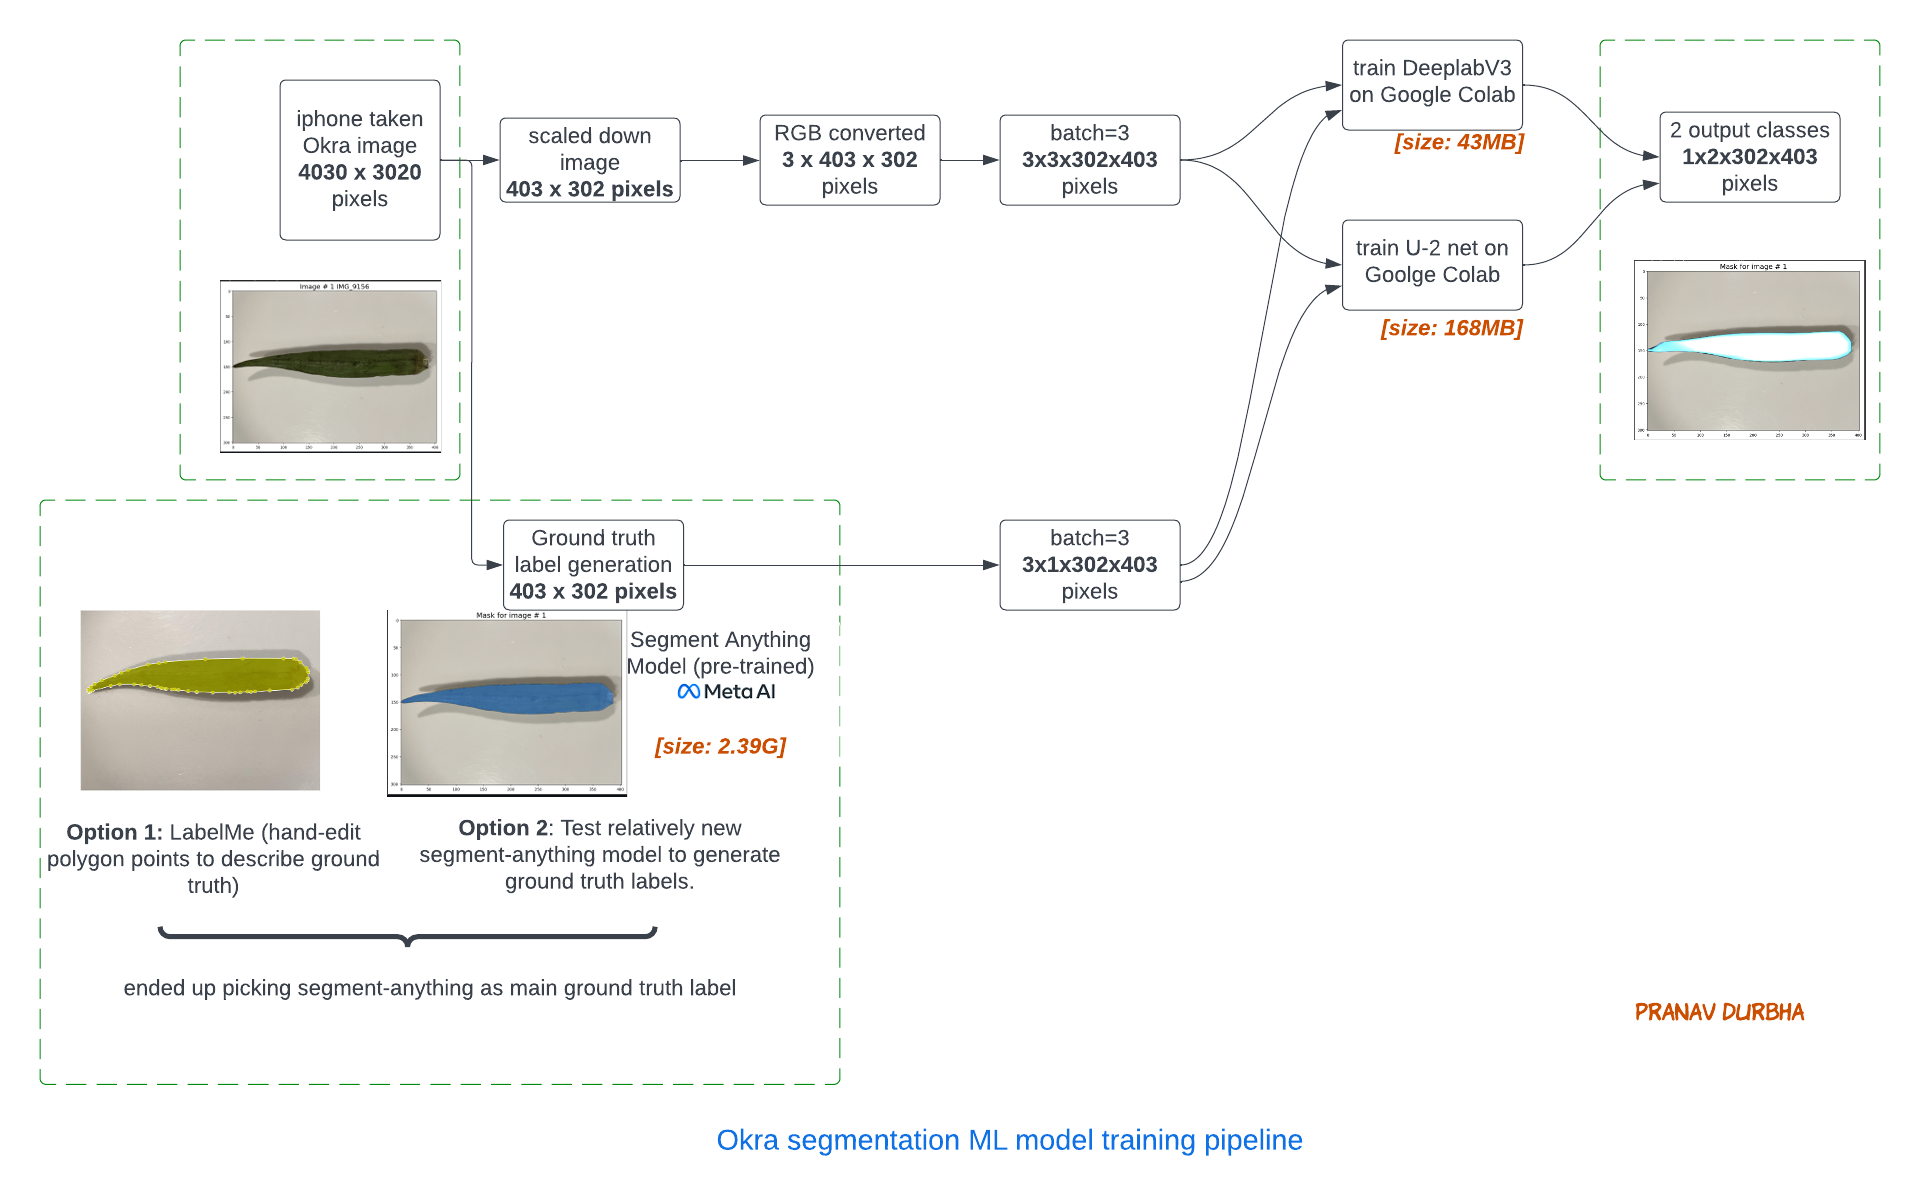 iphone taken
Okra image
4030 x 3020
pixels
Image # 1 IMG_9156
scaled down
image
403 x 302 pixels
RGB converted
3 x 403 x 302
pixels
batch=3
3x3x302x403
pixels
train DeeplabV3
on Google Colab
[size: 43MB]
train U-2 net on
Goolge Colab
[size: 168MB]
2 output classes
1x2x302x403
pixels
Mask for image # 1
Ground truth
label generation
403 x 302 pixels
batch=3
3x1x302x403
pixels
Mask for image # 1
Segment Anything
Model (pre-trained)
Meta AI
[size: 2.39G]
Option 1: LabelMe (hand-edit
polygon points to describe ground
truth)
Option 2: Test relatively new
segment-anything model to generate
ground truth labels.
ended up picking segment-anything as main ground truth label
PRANAV DURBHA
Okra segmentation ML model training pipeline